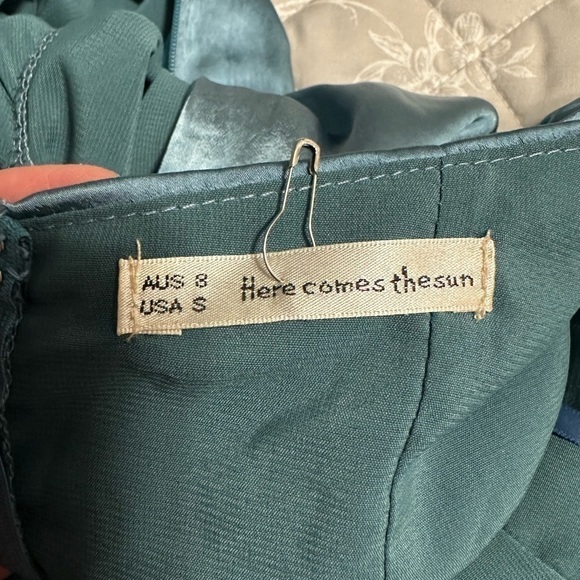 AUS 8
USA S
Here comes the sun